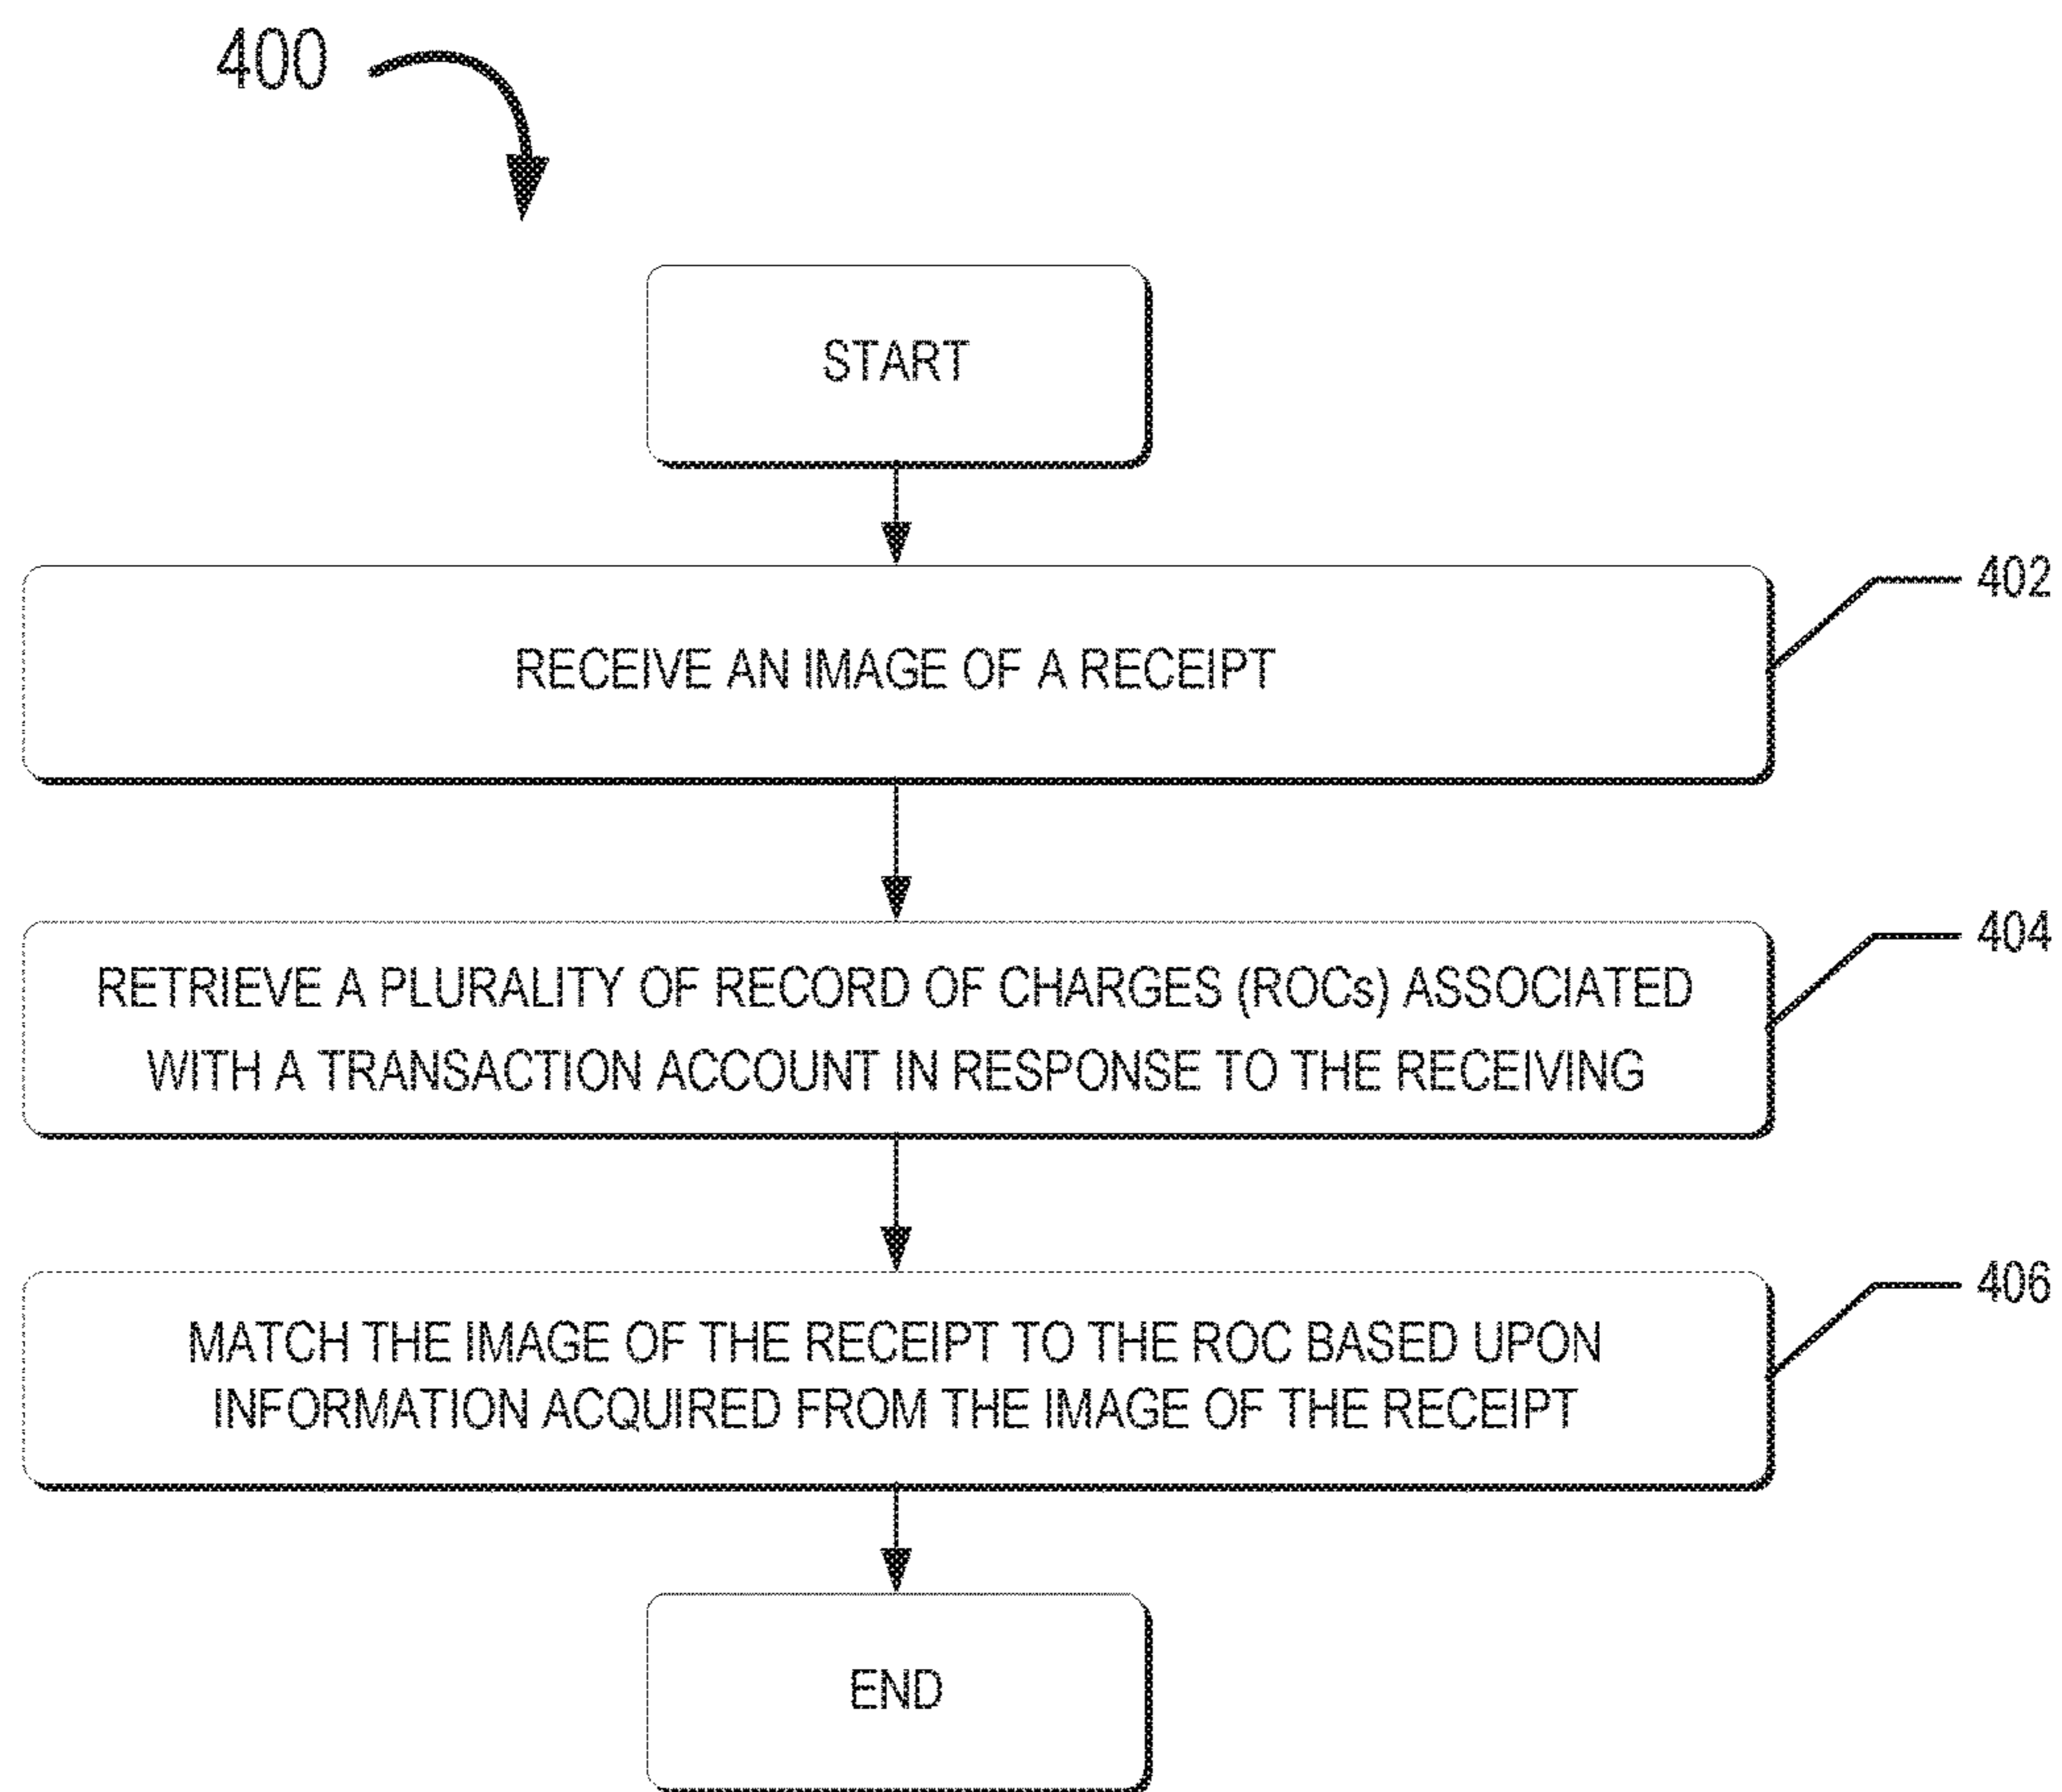 400
START
RECEIVE AN IMAGE OF A RECEIPT
402
RETRIEVE A PLURALITY OF RECORD OF CHARGES (ROCs) ASSOCIATED
WITH A TRANSACTION ACCOUNT IN RESPONSE TO THE RECEIVING
404
MATCH THE IMAGE OF THE RECEIPT TO THE ROC BASED UPON
INFORMATION ACQUIRED FROM THE IMAGE OF THE RECEIPT
406
END